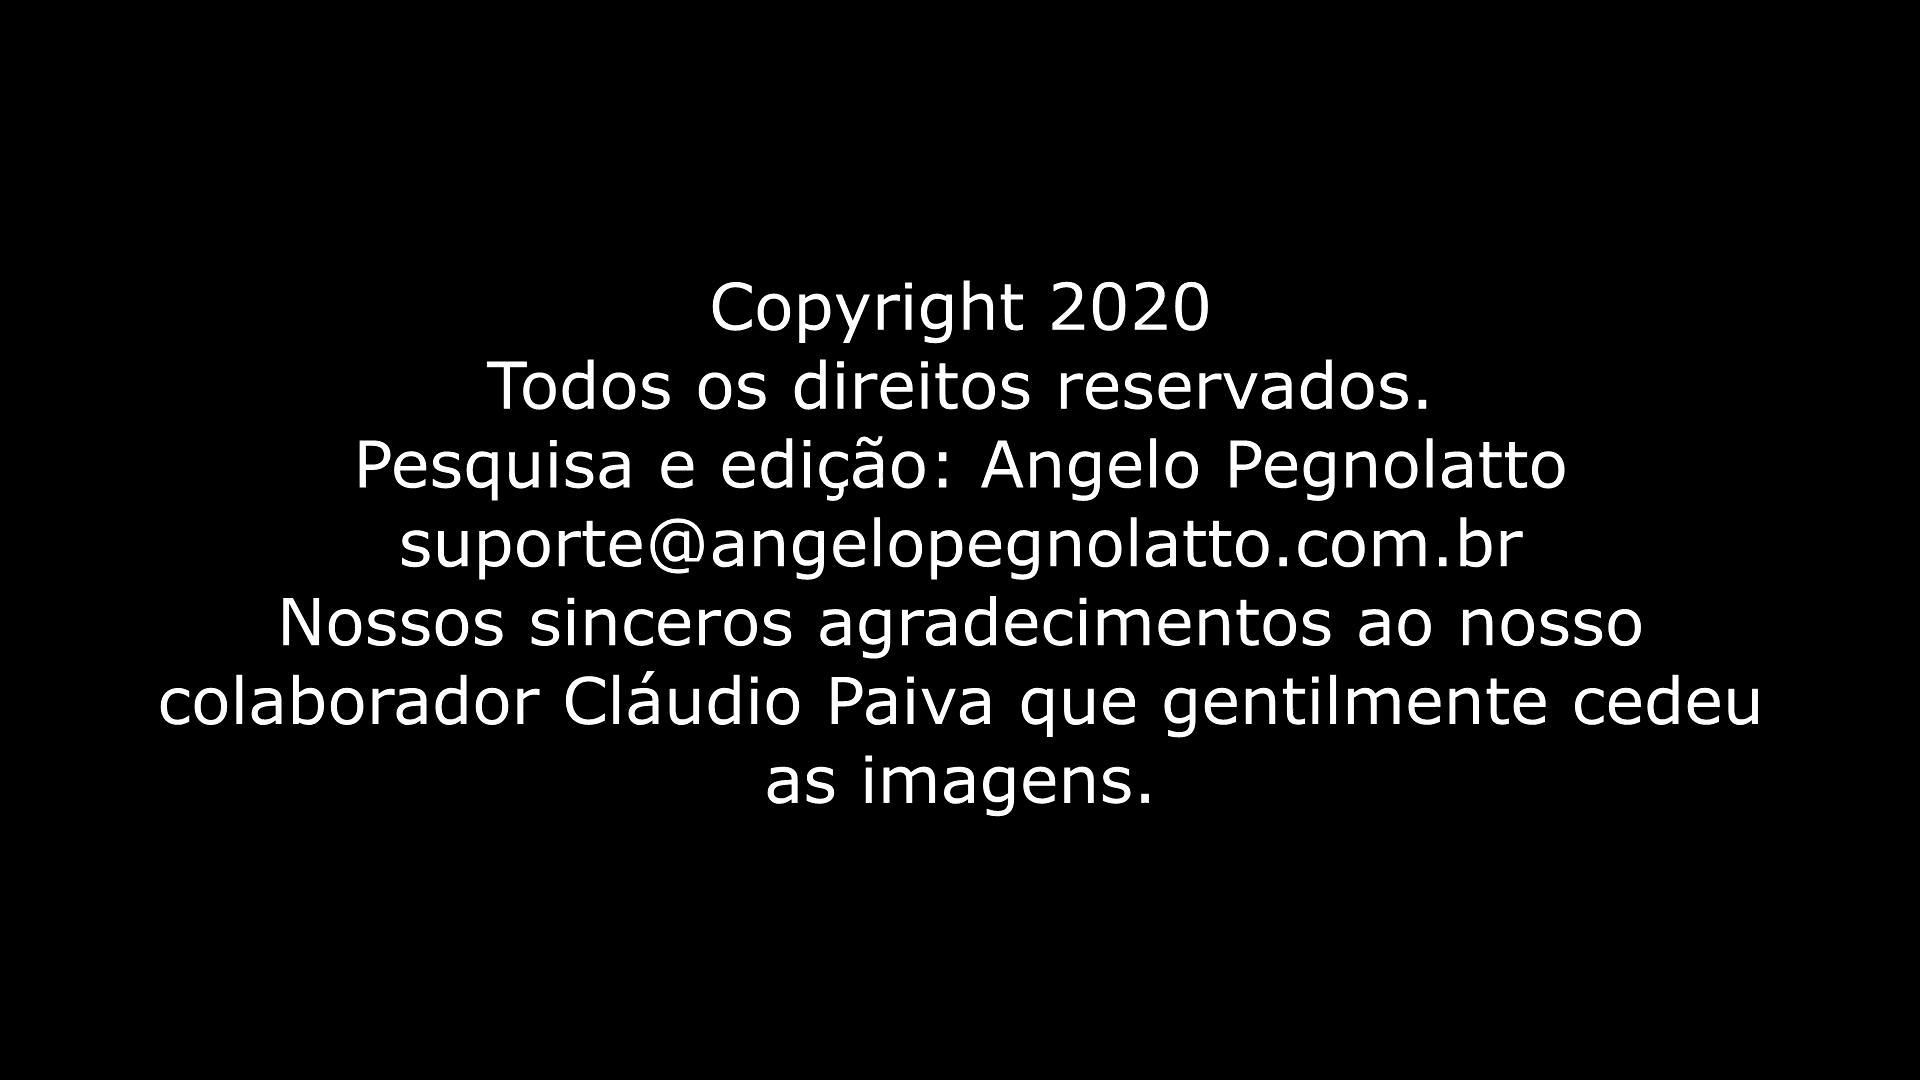 Copyright 2020
Todos os direitos reservados.
Pesquisa e edição: Angelo Pegnolatto
suporte@angelopegnolatto.com.br
Nossos sinceros agradecimentos ao nosso
colaborador Cláudio Paiva que gentilmente cedeu
as imagens.